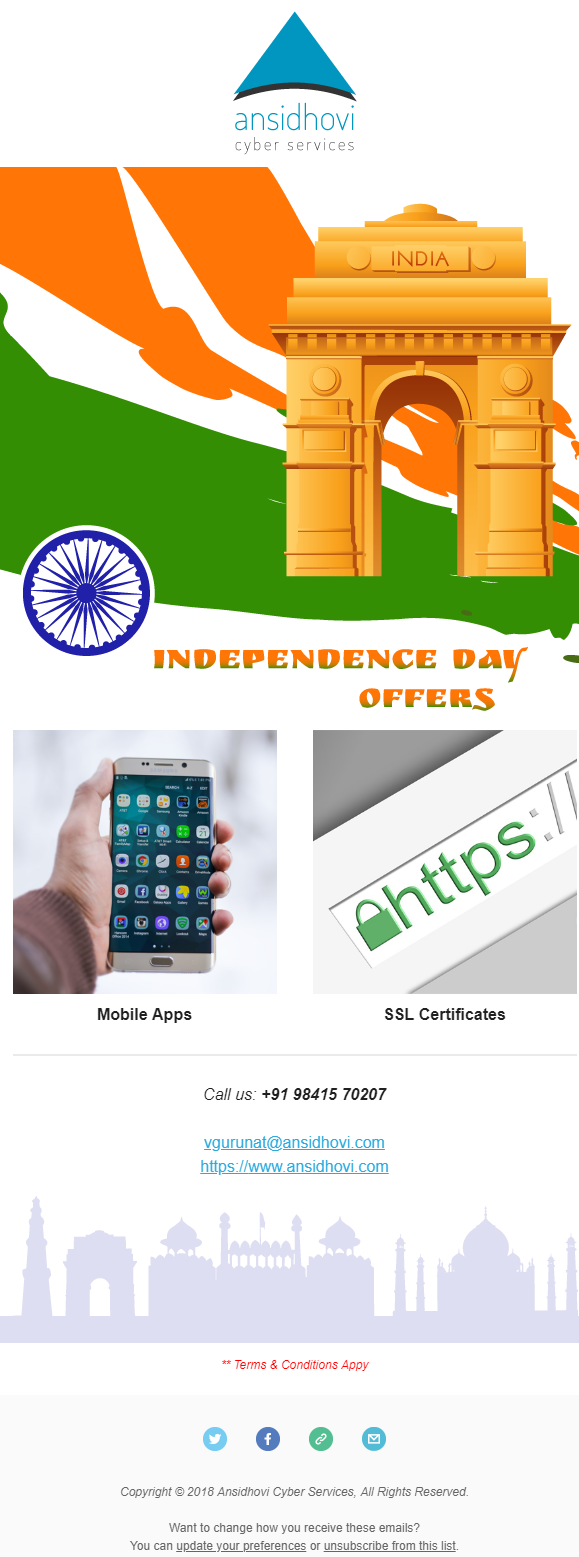 ansidhovi
cyber services
INDIA
INDEPENDENCE DAY
OFFERS
https://
Mobile Apps
SSL Certificates
Call us: +91 98415 70207
vgurunat@ansidhovi.com
https://www.ansidhovi.com
** Terms & Conditions Appy
Copyright © 2018 Ansidhovi Cyber Services, All Rights Reserved.
Want to change how you receive these emails?
You can update your preferences or unsubscribe from this list.